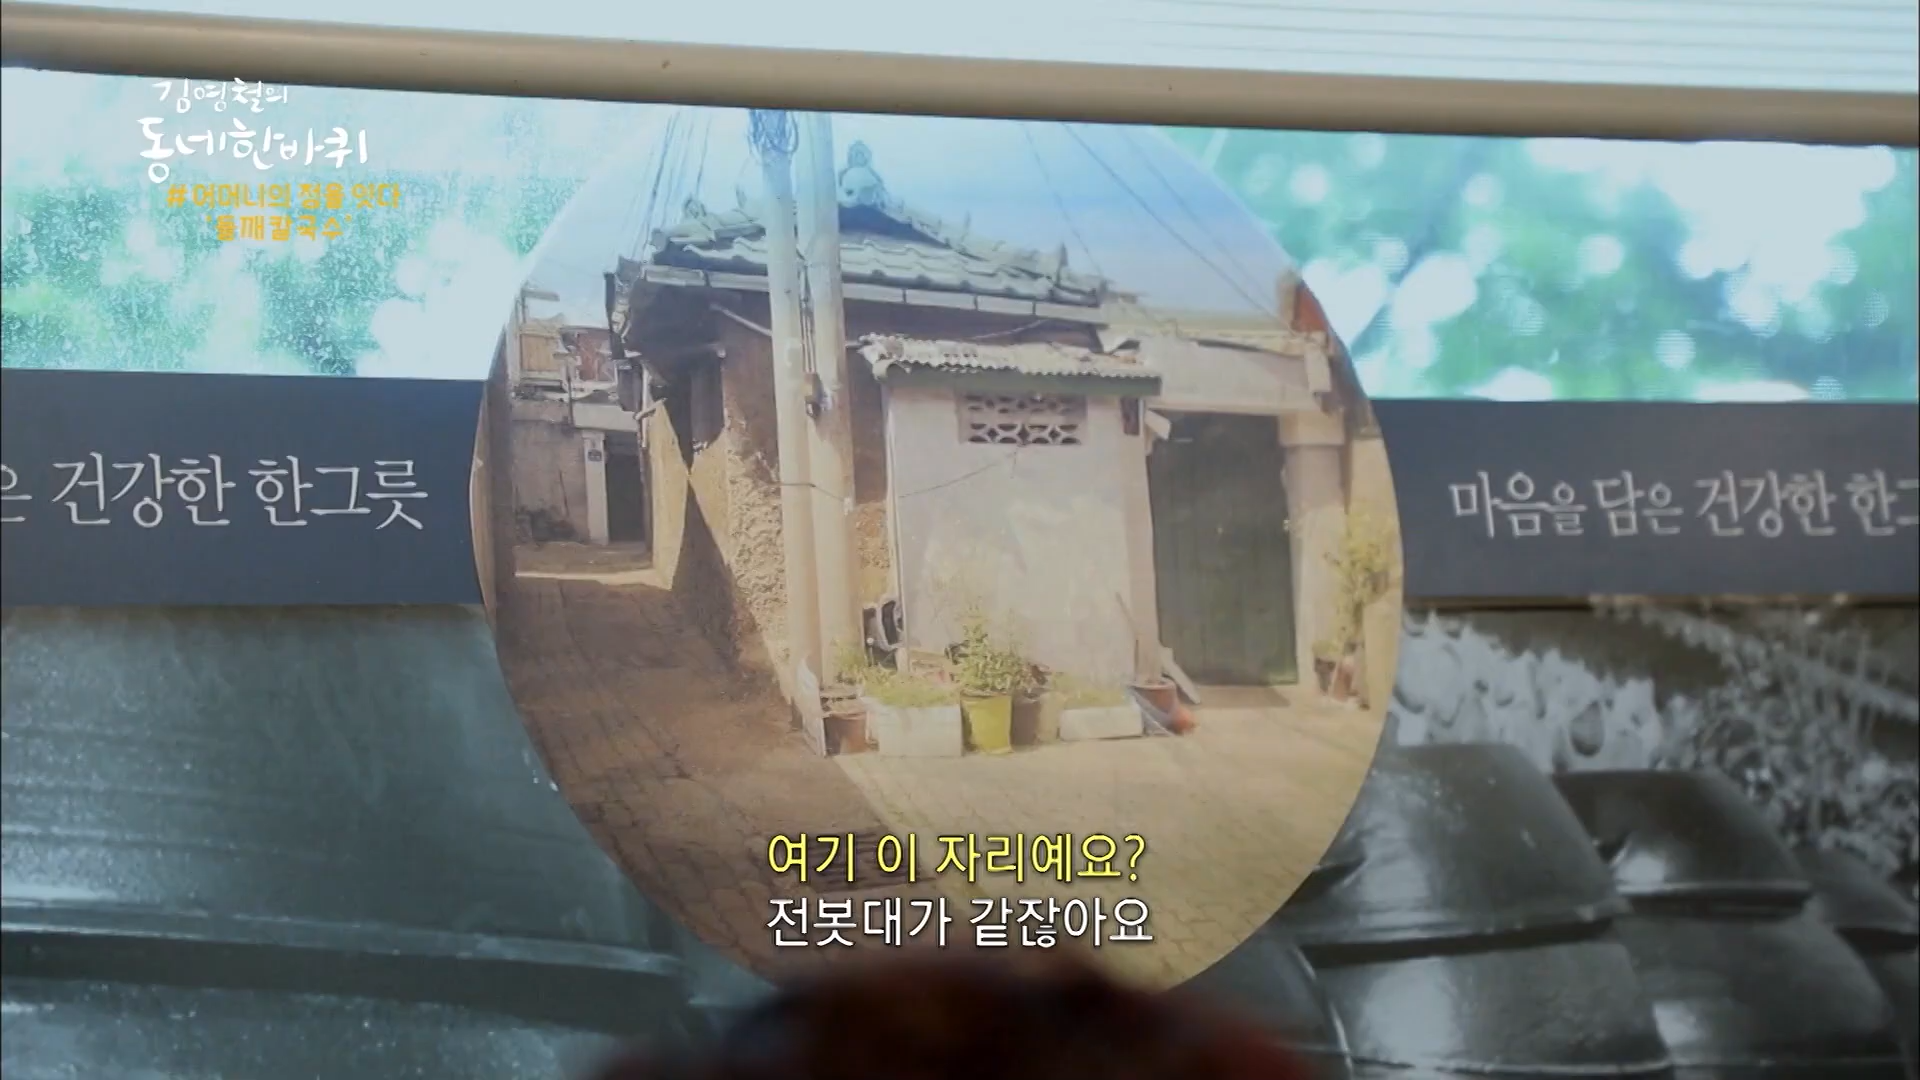 김영철의
동네한바퀴
#어머니의 정을 잇다
'들깨칼국수'
은 건강한 한그릇
마음을 담은 건강한 한그
여기 이 자리예요?
전봇대가 같잖아요